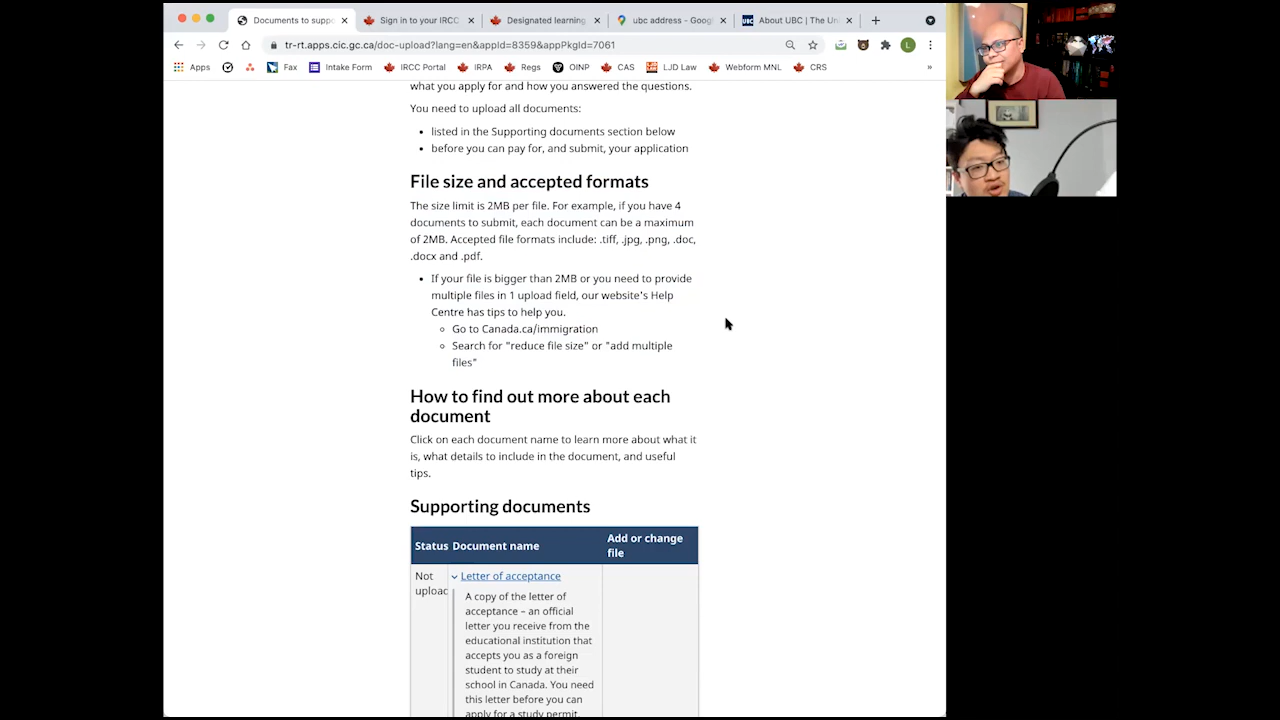 Documents to suppo
Sign in to your IRCC
Designated learning
ubc address - Goog
UBC
About UBC | The Un
tr-rt.apps.cic.gc.ca/doc-upload?lang=en&appId=8359&appPkgId=7061
L
Apps
Fax
Intake Form
IRCC Portal
IRPA
Regs
OINP
CAS
LJD Law
Webform MNL
CRS
»
what you apply for and how you answered the questions.
You need to upload all documents:
• listed in the Supporting documents section below
• before you can pay for, and submit, your application
File size and accepted formats
The size limit is 2MB per file. For example, if you have 4
documents to submit, each document can be a maximum
of 2MB. Accepted file formats include: .tiff, .jpg, .png, .doc,
.docx and .pdf.
• If your file is bigger than 2MB or you need to provide
multiple files in 1 upload field, our website's Help
Centre has tips to help you.
○ Go to Canada.ca/immigration
○ Search for "reduce file size" or "add multiple
files"
How to find out more about each
document
Click on each document name to learn more about what it
is, what details to include in the document, and useful
tips.
Supporting documents
Status Document name
Add or change
file
Not
upload
Letter of acceptance
A copy of the letter of
acceptance – an official
letter you receive from the
educational institution that
accepts you as a foreign
student to study at their
school in Canada. You need
this letter before you can
apply for a study permit.